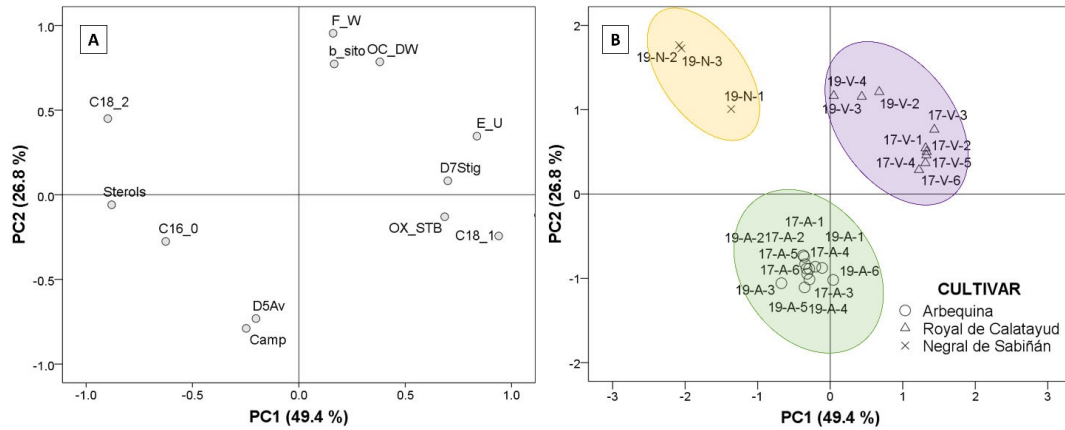 A
1.0
0.5
0.0
-0.5
-1.0
PC2 (26.8 %)
F_W
b_sito
OC_DW
C18_2
E_U
D7Stig
Sterols
OX_STB
C18_1
C16_0
D5Av
Camp
-1.0
-0.5
0.0
0.5
1.0
PC1 (49.4 %)
B
2
1
0
-1
-2
PC2 (26.8 %)
19-N-2
19-N-3
19-N-1
19-V-4
19-V-3
19-V-2
17-V-3
17-V-1
17-V-2
17-V-4
17-V-5
17-V-6
17-A-1
19-A-2
17-A-2
19-A-1
17-A-5
17-A-4
17-A-6
19-A-6
19-A-3
17-A-3
19-A-5
19-A-4
CULTIVAR
Arbequina
Royal de Calatayud
Negral de Sabiñán
-3
-2
-1
0
1
2
3
PC1 (49.4 %)